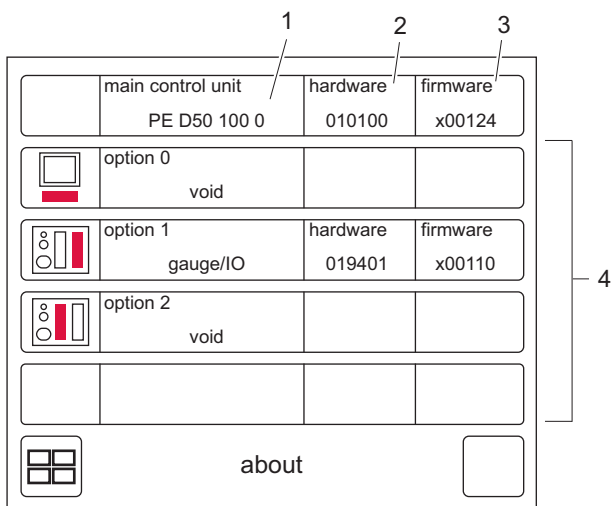 1 2 3
main control unit hardware firmware
PE D50 100 0 010100 x00124
option 0
void
option 1 hardware firmware
gauge/IO 019401 x00110
4
option 2
void
about